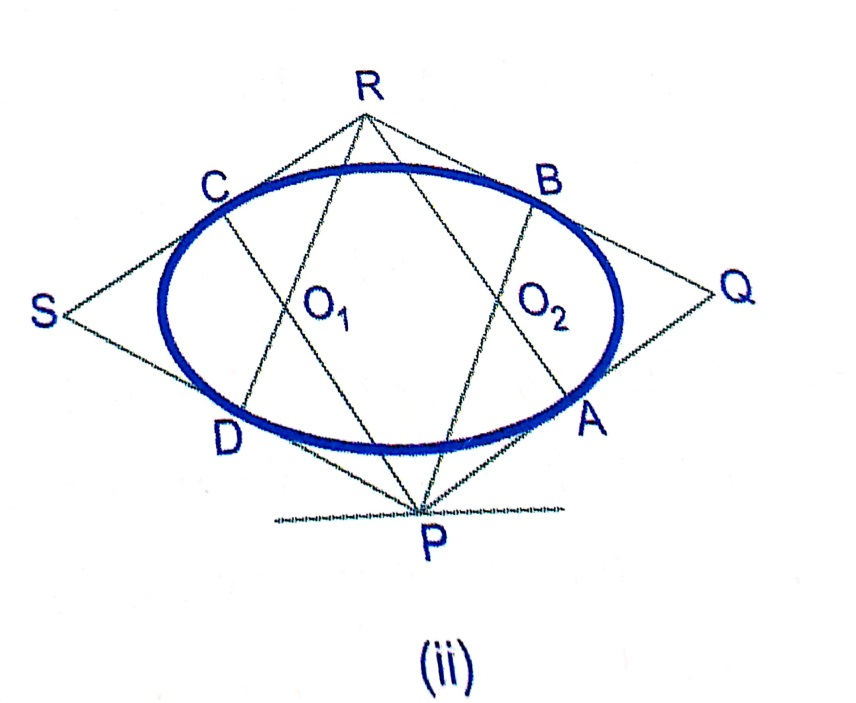 R
C B
S O₁ O₂ Q
D A
P
(ii)